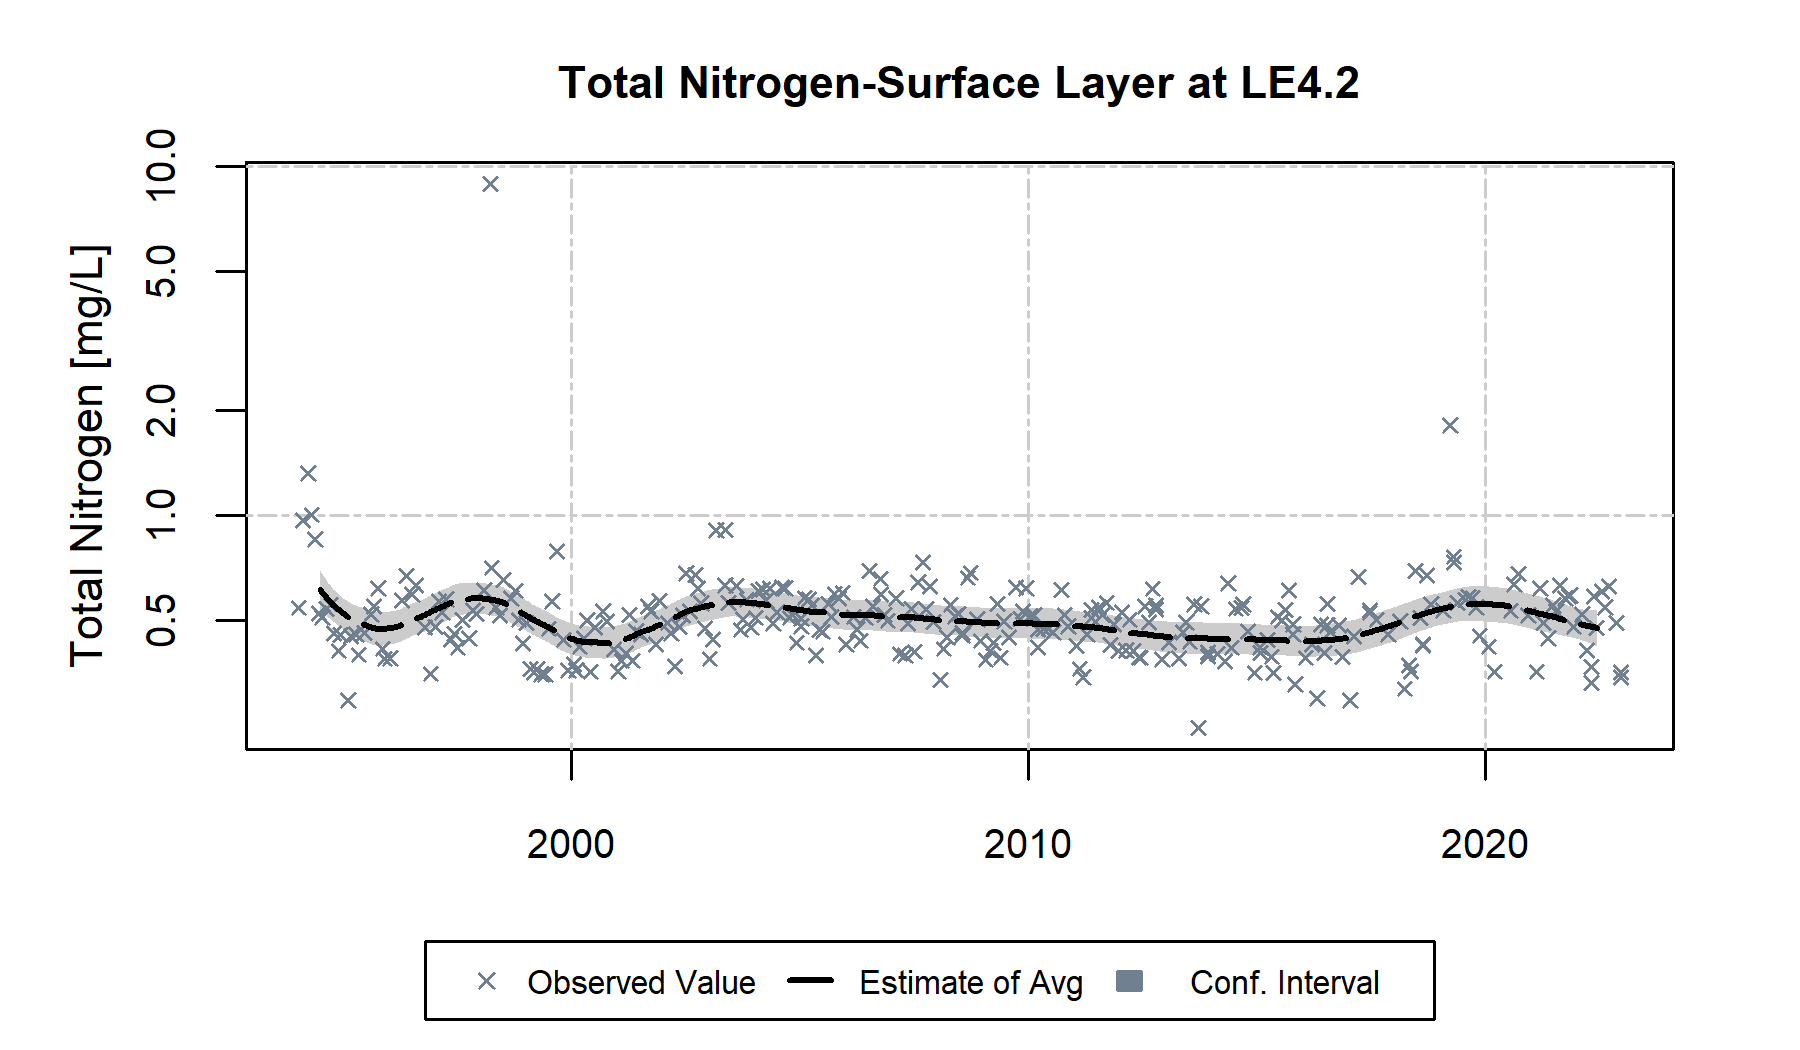 Total Nitrogen-Surface Layer at LE4.2
Total Nitrogen [mg/L]
10.0
5.0
2.0
1.0
0.5
2000 2010 2020
Observed Value Estimate of Avg Conf. Interval